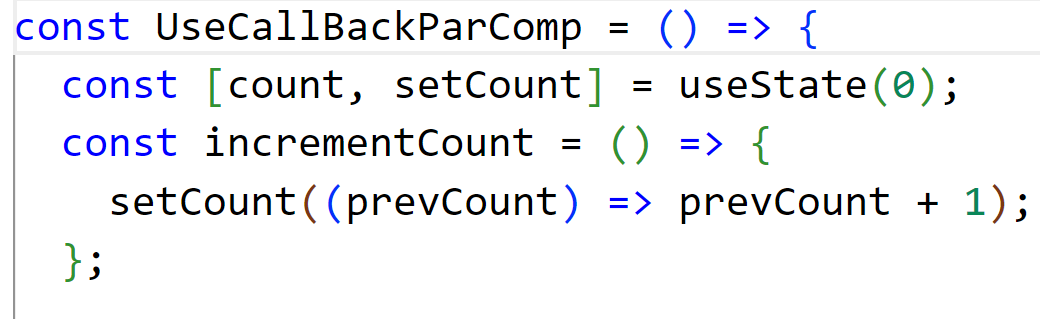 const UseCallBackParComp = () => {
const [count, setCount] = useState(0);
const incrementCount = () => {
setCount((prevCount) => prevCount + 1);
};